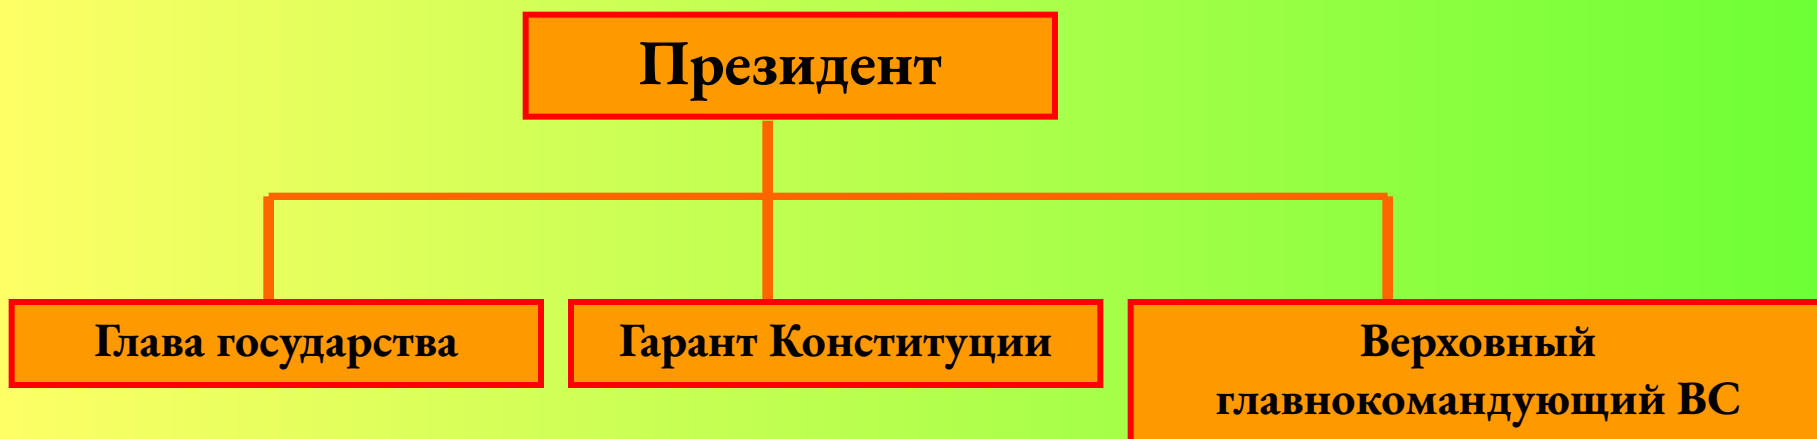 Президент
Глава государства
Гарант Конституции
Верховный
главнокомандующий ВС